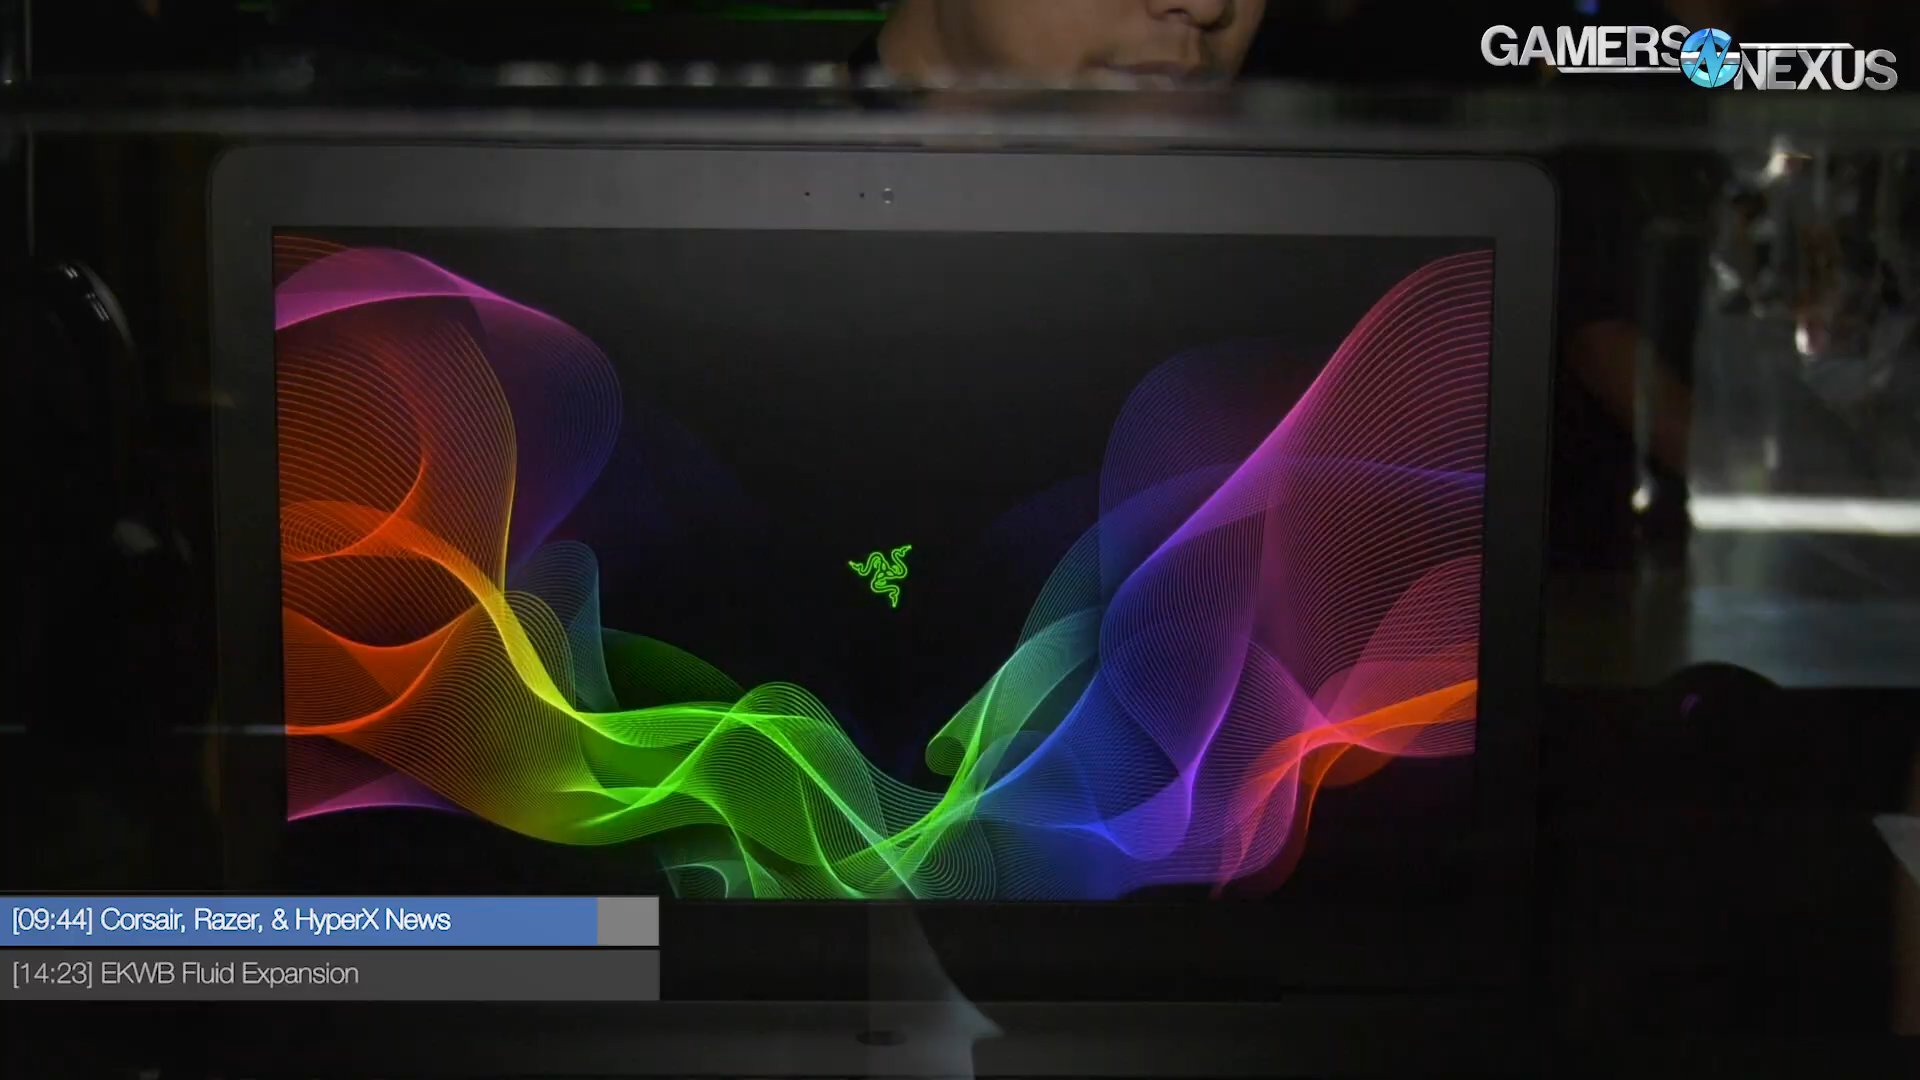 GAMERS NEXUS
[09:44] Corsair, Razer, & HyperX News
[14:23] EKWB Fluid Expansion